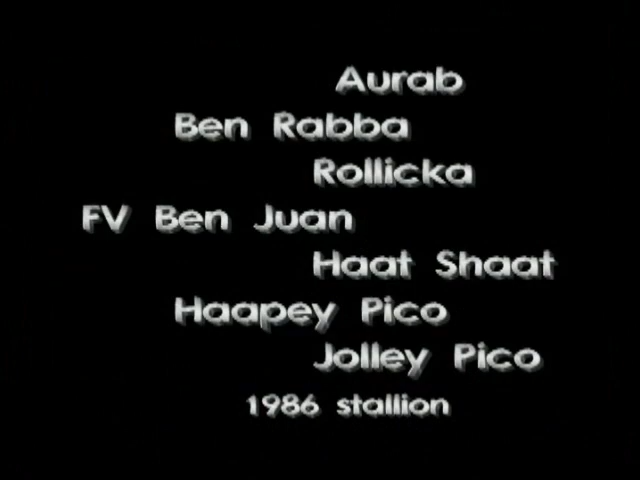 Aurab
Ben Rabba
Rollicka
FV Ben Juan
Haat Shaat
Haapey Pico
Jolley Pico
1986 stallion